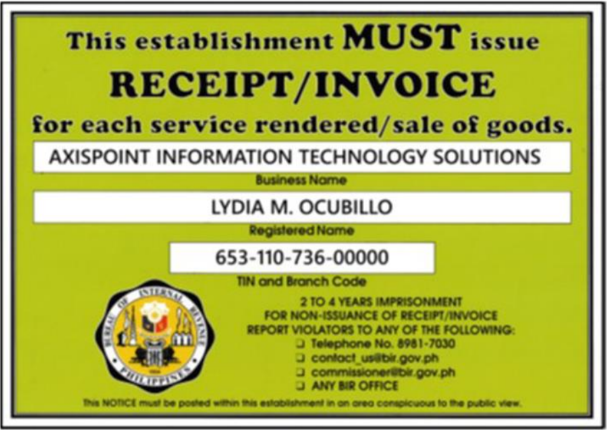 This establishment MUST issue
RECEIPT/INVOICE
for each service rendered/sale of goods.
AXISPOINT INFORMATION TECHNOLOGY SOLUTIONS
Business Name
LYDIA M. OCUBILLO
Registered Name
653-110-736-00000
TIN and Branch Code
BUREAU OF INTERNAL REVENUE
PHILIPPINES
2 TO 4 YEARS IMPRISONMENT
FOR NON-ISSUANCE OF RECEIPT/INVOICE
REPORT VIOLATORS TO ANY OF THE FOLLOWING:
❑ Telephone No. 8981-7030
❑ contact_us@bir.gov.ph
❑ commissioner@bir.gov.ph
❑ ANY BIR OFFICE
This NOTICE must be posted within this establishment in an area conspicuous to the public view.